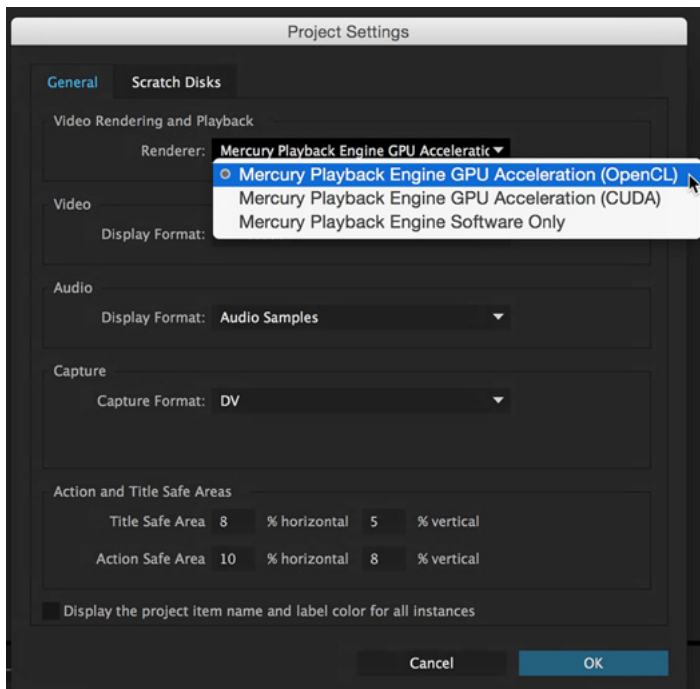 Project Settings
General Scratch Disks
Video Rendering and Playback
Renderer: Mercury Playback Engine GPU Acceleratic
Mercury Playback Engine GPU Acceleration (OpenCL)
Mercury Playback Engine GPU Acceleration (CUDA)
Mercury Playback Engine Software Only
Video
Display Format:
Audio
Display Format: Audio Samples
Capture
Capture Format: DV
Action and Title Safe Areas
Title Safe Area 8 % horizontal 5 % vertical
Action Safe Area 10 % horizontal 8 % vertical
Display the project item name and label color for all instances
Cancel OK